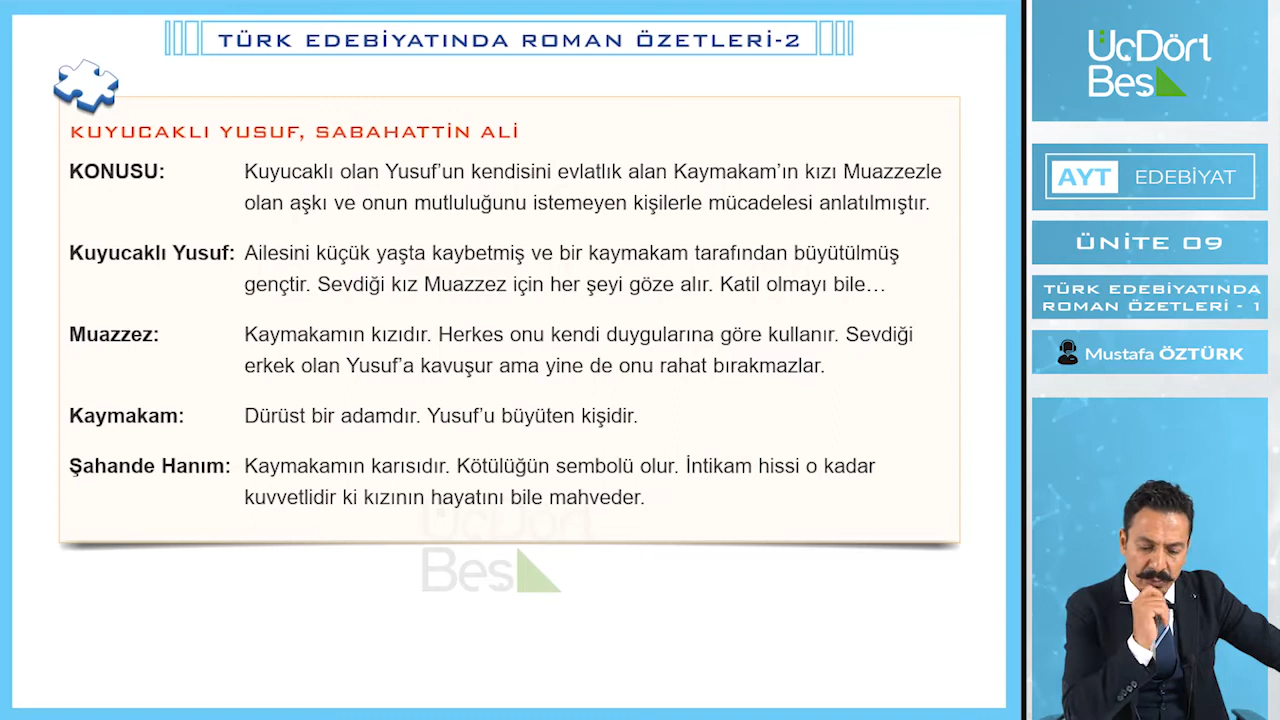 TÜRK EDEBİYATINDA ROMAN ÖZETLERİ-2
KUYUCAKLI YUSUF, SABAHATTİN ALİ
KONUSU: Kuyucaklı olan Yusuf’un kendisini evlatlık alan Kaymakam’ın kızı Muazzezle
olan aşkı ve onun mutluluğunu istemeyen kişilerle mücadelesi anlatılmıştır.
Kuyucaklı Yusuf: Ailesini küçük yaşta kaybetmiş ve bir kaymakam tarafından büyütülmüş
gençtir. Sevdiği kız Muazzez için her şeyi göze alır. Katil olmayı bile…
Muazzez: Kaymakamın kızıdır. Herkes onu kendi duygularına göre kullanır. Sevdiği
erkek olan Yusuf’a kavuşur ama yine de onu rahat bırakmazlar.
Kaymakam: Dürüst bir adamdır. Yusuf’u büyüten kişidir.
Şahande Hanım: Kaymakamın karısıdır. Kötülüğün sembolü olur. İntikam hissi o kadar
kuvvetlidir ki kızının hayatını bile mahveder.
ÜçDört
Beş
ÜçDört
Beş
AYT EDEBİYAT
ÜNİTE 09
TÜRK EDEBİYATINDA
ROMAN ÖZETLERİ - 1
Mustafa ÖZTÜRK